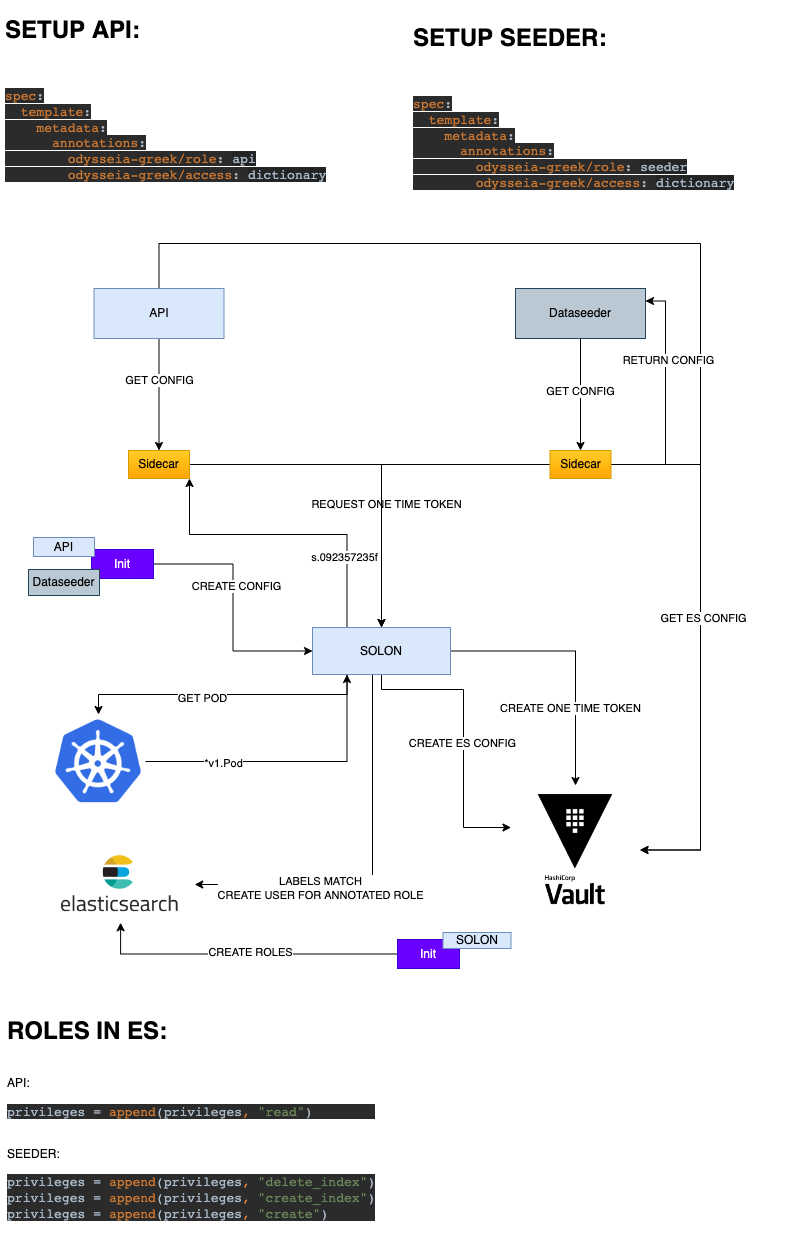 SETUP API:
SETUP SEEDER:
spec:
template:
metadata:
annotations:
odysseia-greek/role: api
odysseia-greek/access: dictionary
spec:
template:
metadata:
annotations:
odysseia-greek/role: seeder
odysseia-greek/access: dictionary
API
Dataseeder
RETURN CONFIG
GET CONFIG
GET CONFIG
Sidecar
Sidecar
REQUEST ONE TIME TOKEN
API
Init
Dataseeder
s.092357235f
CREATE CONFIG
GET ES CONFIG
SOLON
GET POD
CREATE ONE TIME TOKEN
CREATE ES CONFIG
*v1.Pod
HashiCorp
Vault
elasticsearch
LABELS MATCH
CREATE USER FOR ANNOTATED ROLE
SOLON
Init
CREATE ROLES
ROLES IN ES:
API:
privileges = append(privileges, "read")
SEEDER:
privileges = append(privileges, "delete_index")
privileges = append(privileges, "create_index")
privileges = append(privileges, "create")